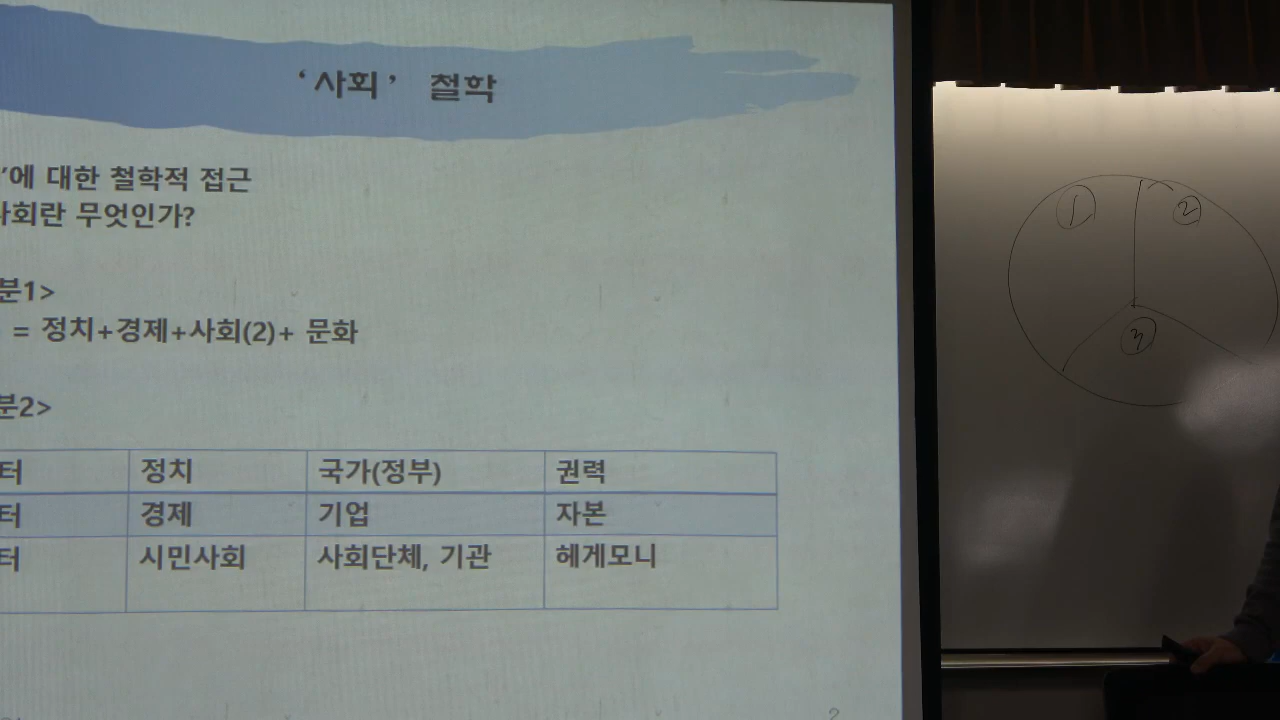 ‘사회’ 철학
’에 대한 철학적 접근
사회란 무엇인가?
분1>
= 정치+경제+사회(2)+ 문화
분2>
터 정치 국가(정부) 권력
터 경제 기업 자본
터 시민사회 사회단체, 기관 헤게모니
2
① ②
③